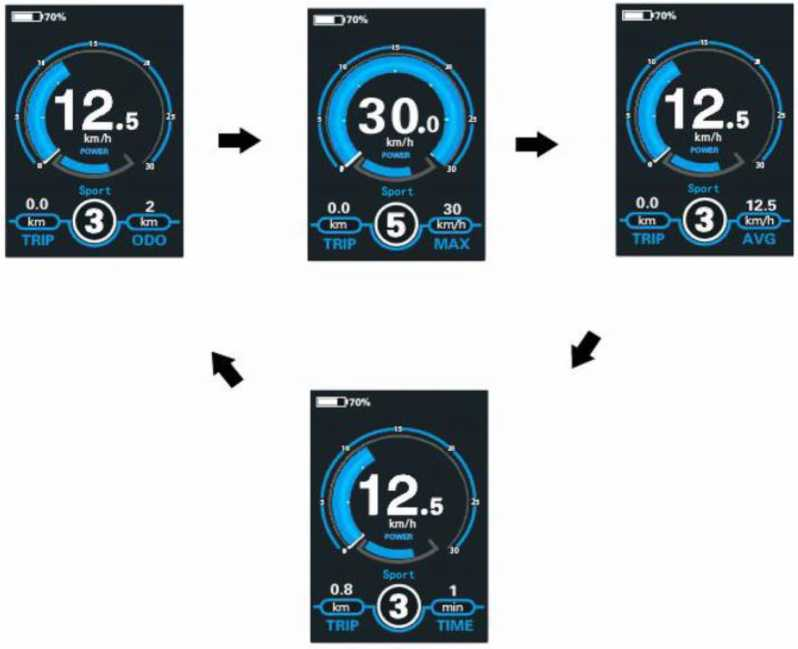 70%
15
10 20
5 25
12.5
km/h
POWER
0 30
Sport
0.0 3 2
km km
TRIP ODO
70%
15
10 20
5 25
30.0
km/h
POWER
0 30
Sport
0.0 5 30
km km/h
TRIP MAX
70%
15
10 20
5 25
12.5
km/h
POWER
0 30
Sport
0.0 3 12.5
km km/h
TRIP AVG
70%
15
10 20
5 25
12.5
km/h
POWER
0 30
Sport
0.8 3 1
km min
TRIP TIME